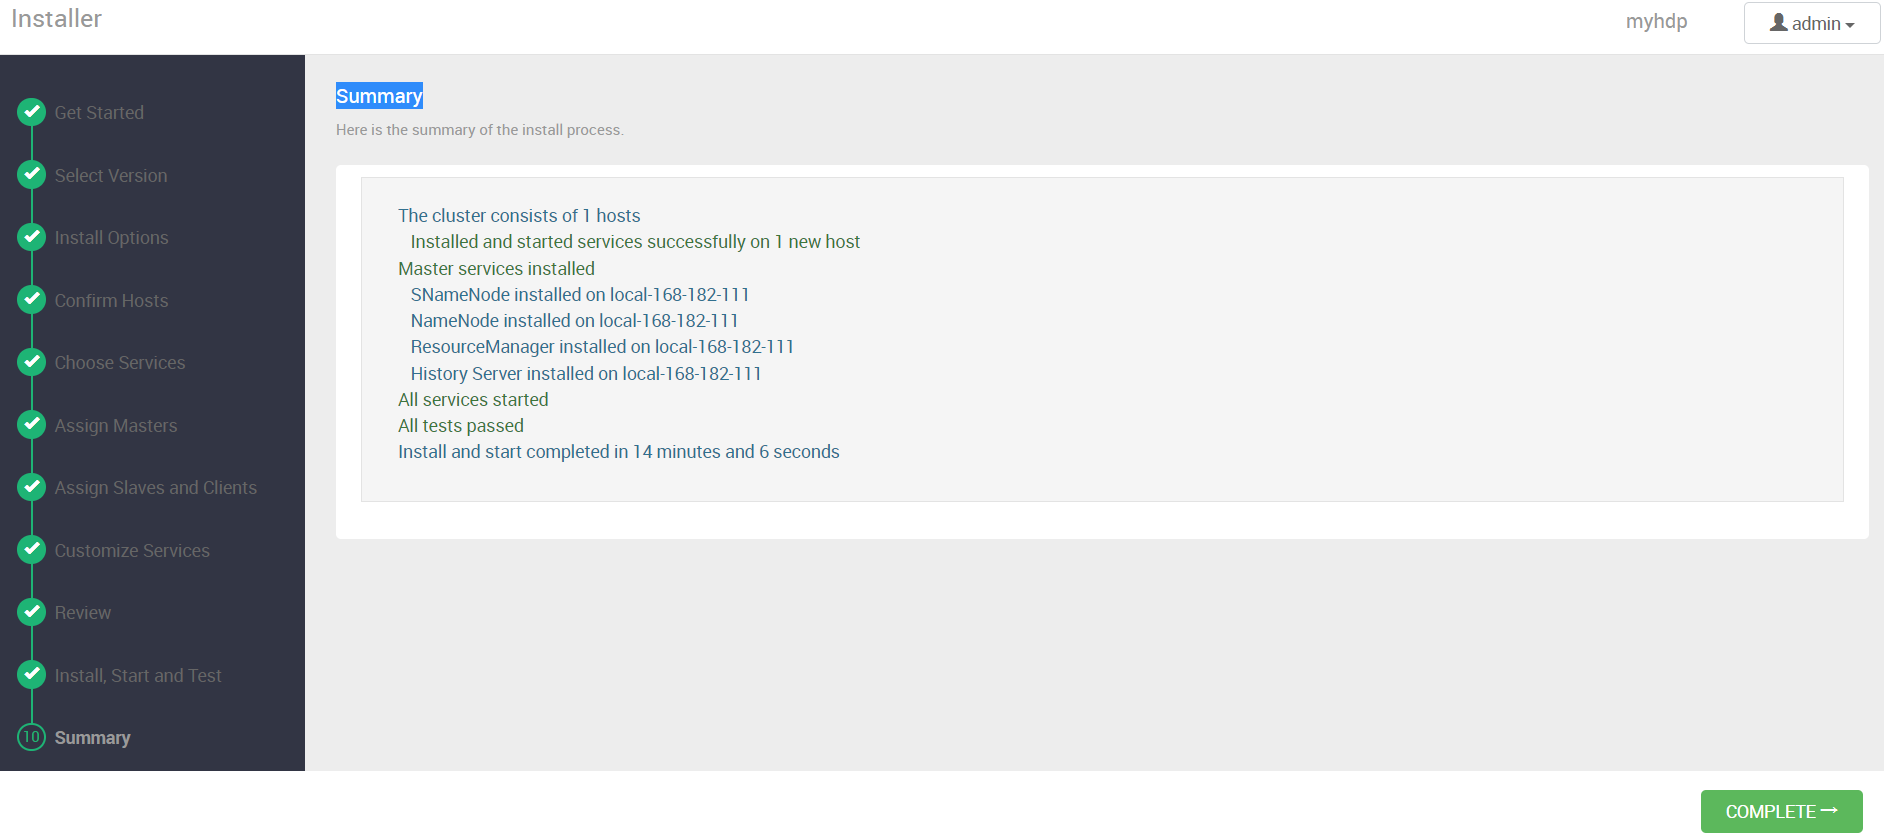 Installer
myhdp
admin
Get Started
Select Version
Install Options
Confirm Hosts
Choose Services
Assign Masters
Assign Slaves and Clients
Customize Services
Review
Install, Start and Test
10 Summary
Summary
Here is the summary of the install process.
The cluster consists of 1 hosts
Installed and started services successfully on 1 new host
Master services installed
SNameNode installed on local-168-182-111
NameNode installed on local-168-182-111
ResourceManager installed on local-168-182-111
History Server installed on local-168-182-111
All services started
All tests passed
Install and start completed in 14 minutes and 6 seconds
COMPLETE →